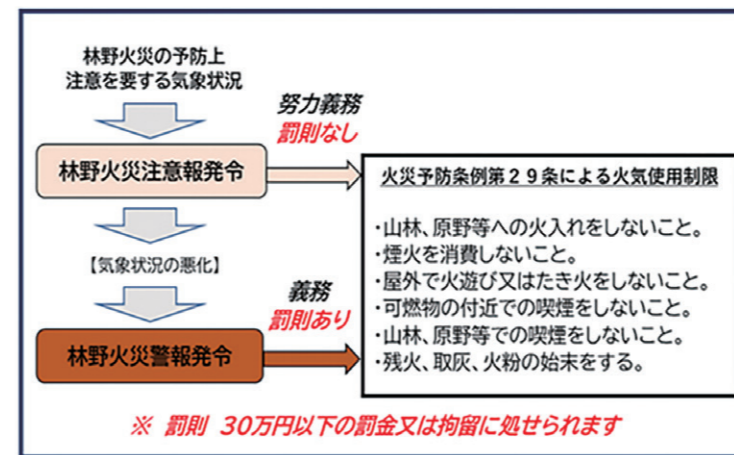 林野火災の予防上
注意を要する気象状況
努力義務
罰則なし
林野火災注意報発令
【気象状況の悪化】
義務
罰則あり
林野火災警報発令
火災予防条例第29条による火気使用制限
・山林、原野等への火入れをしないこと。
・煙火を消費しないこと。
・屋外で火遊び又はたき火をしないこと。
・可燃物の付近での喫煙をしないこと。
・山林、原野等での喫煙をしないこと。
・残火、取灰、火粉の始末をする。
※ 罰則 30万円以下の罰金又は拘留に処せられます